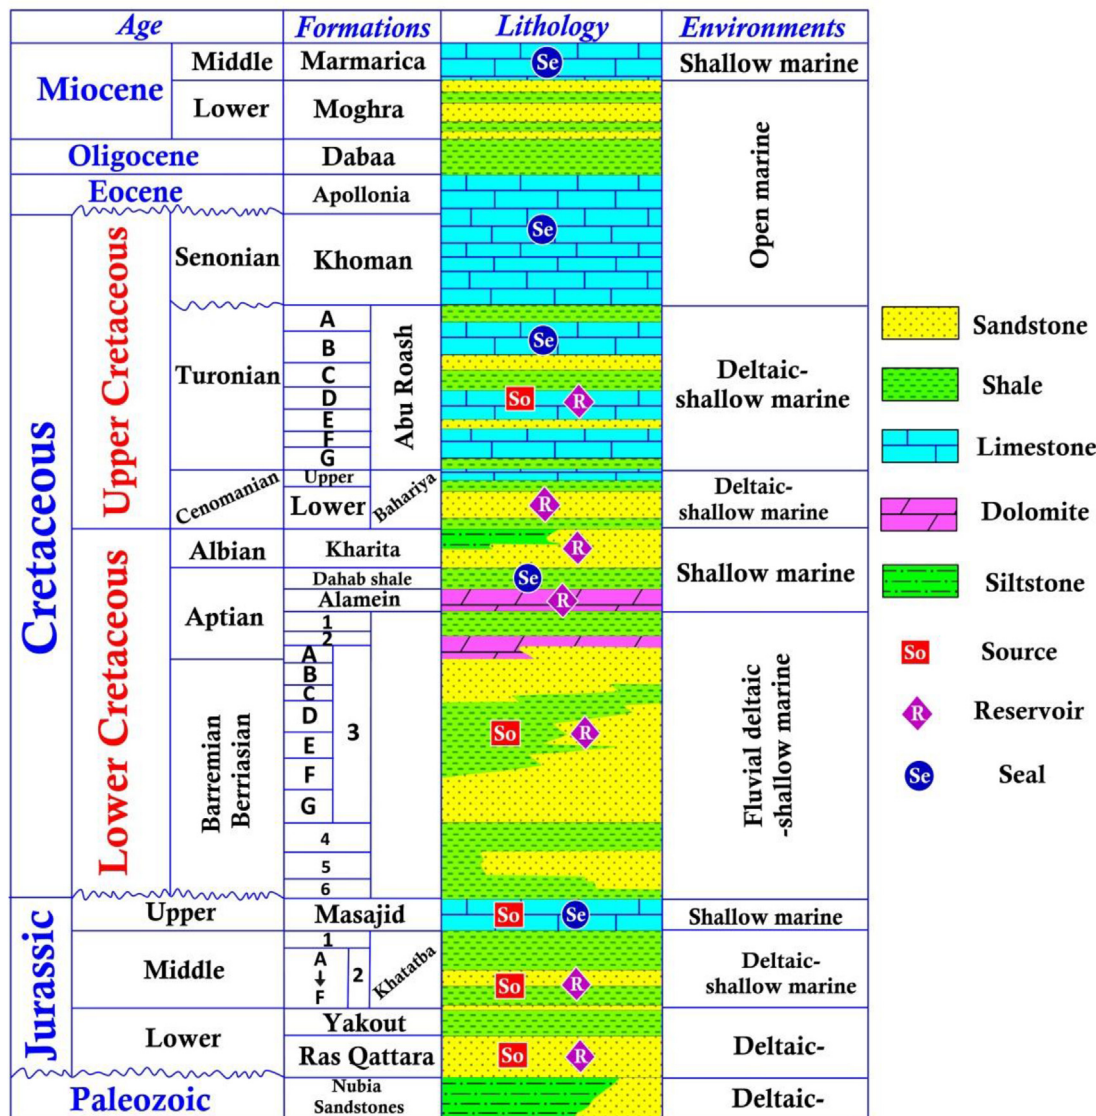 Age Formations Lithology Environments
Miocene
Middle
Marmarica
Se
Shallow marine
Lower
Moghra
Oligocene
Dabaa
Eocene
Apollonia
Open marine
Cretaceous
Upper Cretaceous
Senonian
Khoman
Se
Turonian
A
B
C
D
E
F
G
Abu Roash
Se
So
R
Deltaic-
shallow marine
Cenomanian
Upper
Lower
Bahariya
R
Deltaic-
shallow marine
Lower Cretaceous
Albian
Kharita
R
Shallow marine
Aptian
Dahab shale
Se
Alamein
R
1
2
Barremian
Berriasian
A
B
C
D
E
F
G
3
4
5
6
So
R
Fluvial deltaic
-shallow marine
Jurassic
Upper
Masajid
So
Se
Shallow marine
Middle
1
A
F
2
Khatatba
So
R
Deltaic-
shallow marine
Lower
Yakout
Ras Qattara
So
R
Deltaic-
Paleozoic
Nubia
Sandstones
Deltaic-
Sandstone
Shale
Limestone
Dolomite
Siltstone
So Source
R Reservoir
Se Seal